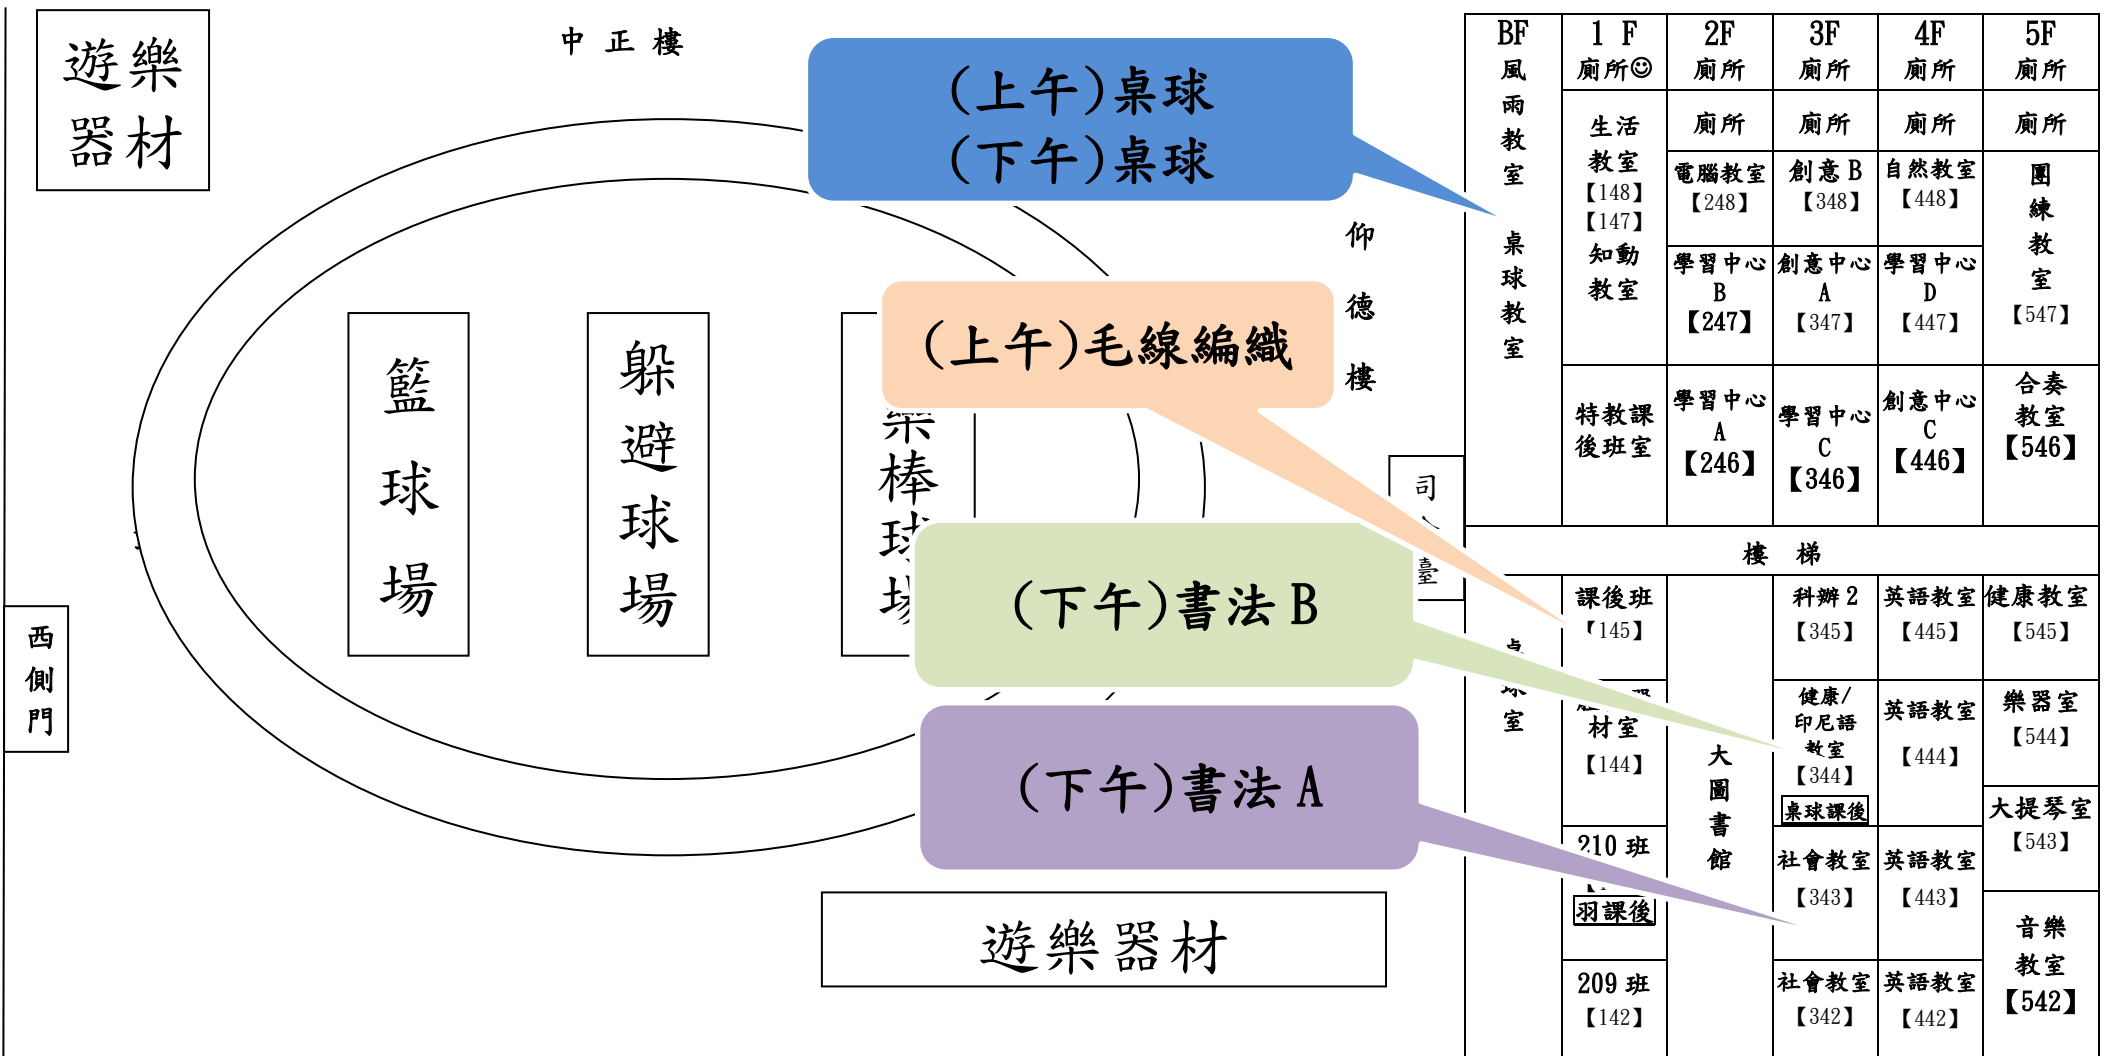 遊樂
器材
中正樓
(上午)桌球
(下午)桌球
仰德樓
(上午)毛線編織
籃球場
躲避球場
樂棒球場
司
臺
(下午)書法B
(下午)書法A
西側門
遊樂器材
BF
風雨教室
桌球教室
1 F
廁所☺
2F
廁所
3F
廁所
4F
廁所
5F
廁所
生活
教室
【148】
【147】
知動
教室
廁所
廁所
廁所
廁所
電腦教室
【248】
創意B
【348】
自然教室
【448】
團練教室
【547】
學習中心
B
【247】
創意中心
A
【347】
學習中心
D
【447】
特教課
後班室
學習中心
A
【246】
學習中心
C
【346】
創意中心
C
【446】
合奏
教室
【546】
樓 梯
桌球室
課後班
【145】
大圖書館
科辦2
【345】
英語教室
【445】
健康教室
【545】
材室
【144】
健康/
印尼語
教室
【344】
桌球課後
英語教室
【444】
樂器室
【544】
大提琴室
【543】
210班
羽課後
社會教室
【343】
英語教室
【443】
音樂
教室
【542】
209班
【142】
社會教室
【342】
英語教室
【442】